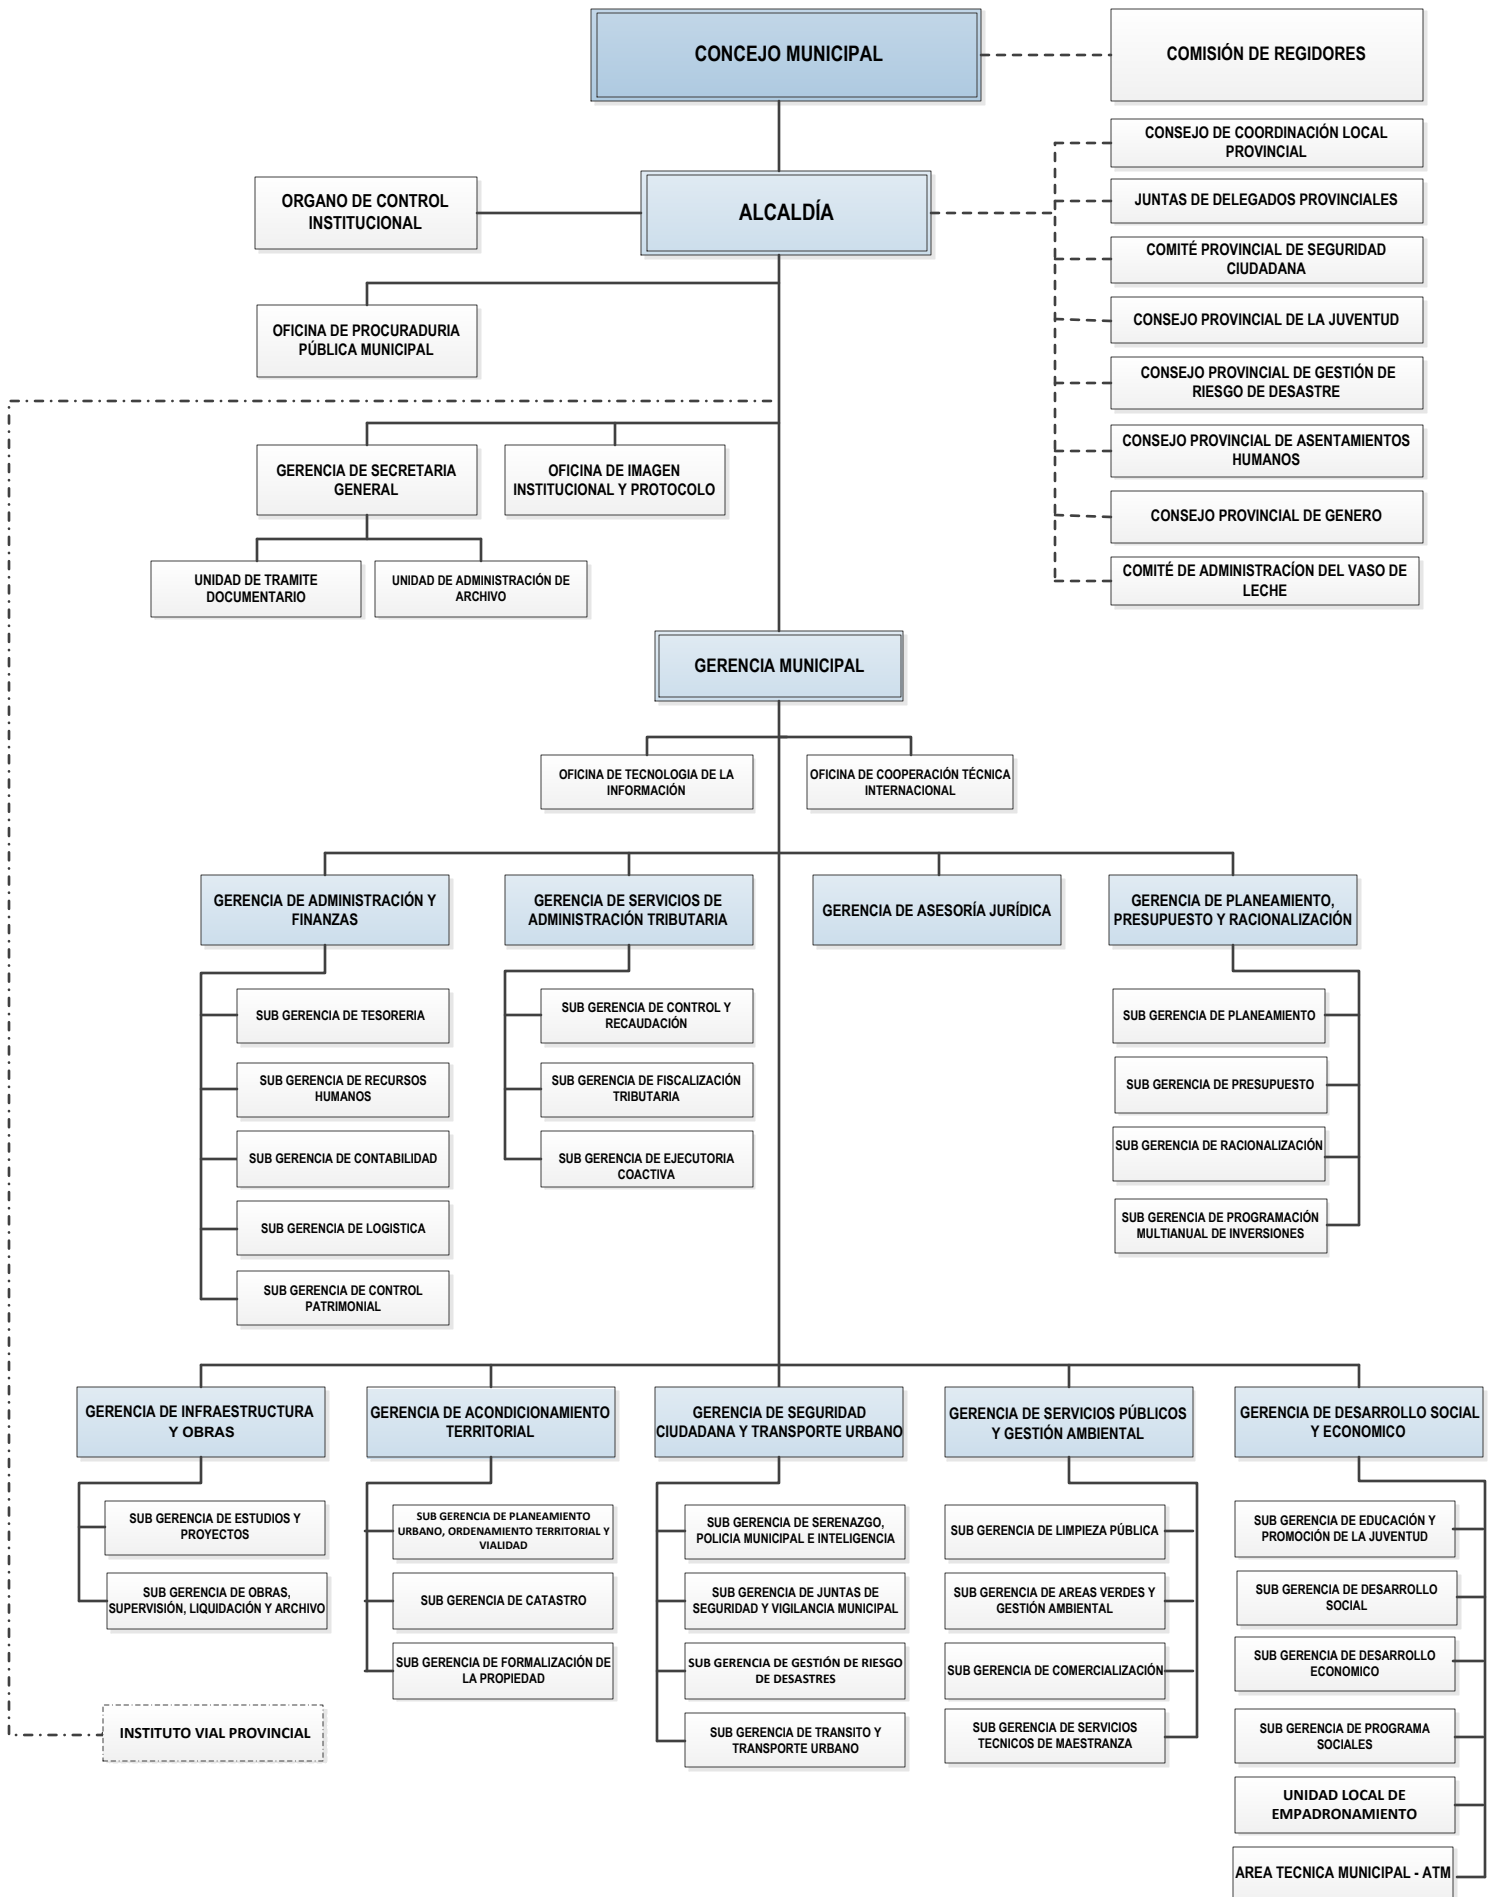 CONCEJO MUNICIPAL
COMISIÓN DE REGIDORES
CONSEJO DE COORDINACIÓN LOCAL
PROVINCIAL
JUNTAS DE DELEGADOS PROVINCIALES
COMITÉ PROVINCIAL DE SEGURIDAD
CIUDADANA
CONSEJO PROVINCIAL DE LA JUVENTUD
CONSEJO PROVINCIAL DE GESTIÓN DE
RIESGO DE DESASTRE
CONSEJO PROVINCIAL DE ASENTAMIENTOS
HUMANOS
CONSEJO PROVINCIAL DE GENERO
COMITÉ DE ADMINISTRACÍON DEL VASO DE
LECHE
ORGANO DE CONTROL
INSTITUCIONAL
ALCALDÍA
OFICINA DE PROCURADURIA
PÚBLICA MUNICIPAL
GERENCIA DE SECRETARIA
GENERAL
OFICINA DE IMAGEN
INSTITUCIONAL Y PROTOCOLO
UNIDAD DE TRAMITE
DOCUMENTARIO
UNIDAD DE ADMINISTRACIÓN DE
ARCHIVO
GERENCIA MUNICIPAL
OFICINA DE TECNOLOGIA DE LA
INFORMACIÓN
OFICINA DE COOPERACIÓN TÉCNICA
INTERNACIONAL
GERENCIA DE ADMINISTRACIÓN Y
FINANZAS
GERENCIA DE SERVICIOS DE
ADMINISTRACIÓN TRIBUTARIA
GERENCIA DE ASESORÍA JURÍDICA
GERENCIA DE PLANEAMIENTO,
PRESUPUESTO Y RACIONALIZACIÓN
SUB GERENCIA DE TESORERIA
SUB GERENCIA DE RECURSOS
HUMANOS
SUB GERENCIA DE CONTABILIDAD
SUB GERENCIA DE LOGISTICA
SUB GERENCIA DE CONTROL
PATRIMONIAL
SUB GERENCIA DE CONTROL Y
RECAUDACIÓN
SUB GERENCIA DE FISCALIZACIÓN
TRIBUTARIA
SUB GERENCIA DE EJECUTORIA
COACTIVA
SUB GERENCIA DE PLANEAMIENTO
SUB GERENCIA DE PRESUPUESTO
SUB GERENCIA DE RACIONALIZACIÓN
SUB GERENCIA DE PROGRAMACIÓN
MULTIANUAL DE INVERSIONES
GERENCIA DE INFRAESTRUCTURA
Y OBRAS
GERENCIA DE ACONDICIONAMIENTO
TERRITORIAL
GERENCIA DE SEGURIDAD
CIUDADANA Y TRANSPORTE URBANO
GERENCIA DE SERVICIOS PÚBLICOS
Y GESTIÓN AMBIENTAL
GERENCIA DE DESARROLLO SOCIAL
Y ECONOMICO
SUB GERENCIA DE ESTUDIOS Y
PROYECTOS
SUB GERENCIA DE OBRAS,
SUPERVISIÓN, LIQUIDACIÓN Y ARCHIVO
INSTITUTO VIAL PROVINCIAL
SUB GERENCIA DE PLANEAMIENTO
URBANO, ORDENAMIENTO TERRITORIAL Y
VIALIDAD
SUB GERENCIA DE CATASTRO
SUB GERENCIA DE FORMALIZACIÓN DE
LA PROPIEDAD
SUB GERENCIA DE SERENAZGO,
POLICIA MUNICIPAL E INTELIGENCIA
SUB GERENCIA DE JUNTAS DE
SEGURIDAD Y VIGILANCIA MUNICIPAL
SUB GERENCIA DE GESTIÓN DE RIESGO
DE DESASTRES
SUB GERENCIA DE TRANSITO Y
TRANSPORTE URBANO
SUB GERENCIA DE LIMPIEZA PÚBLICA
SUB GERENCIA DE AREAS VERDES Y
GESTIÓN AMBIENTAL
SUB GERENCIA DE COMERCIALIZACIÓN
SUB GERENCIA DE SERVICIOS
TECNICOS DE MAESTRANZA
SUB GERENCIA DE EDUCACIÓN Y
PROMOCIÓN DE LA JUVENTUD
SUB GERENCIA DE DESARROLLO
SOCIAL
SUB GERENCIA DE DESARROLLO
ECONOMICO
SUB GERENCIA DE PROGRAMA
SOCIALES
UNIDAD LOCAL DE
EMPADRONAMIENTO
AREA TECNICA MUNICIPAL - ATM